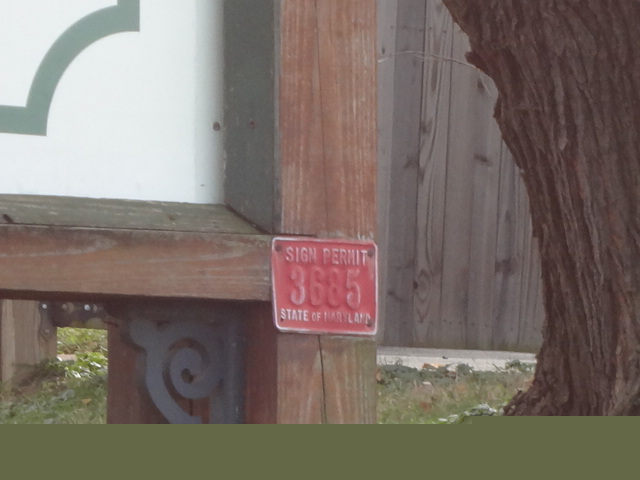 SIGN PERMIT
3685
STATE OF MARYLAND